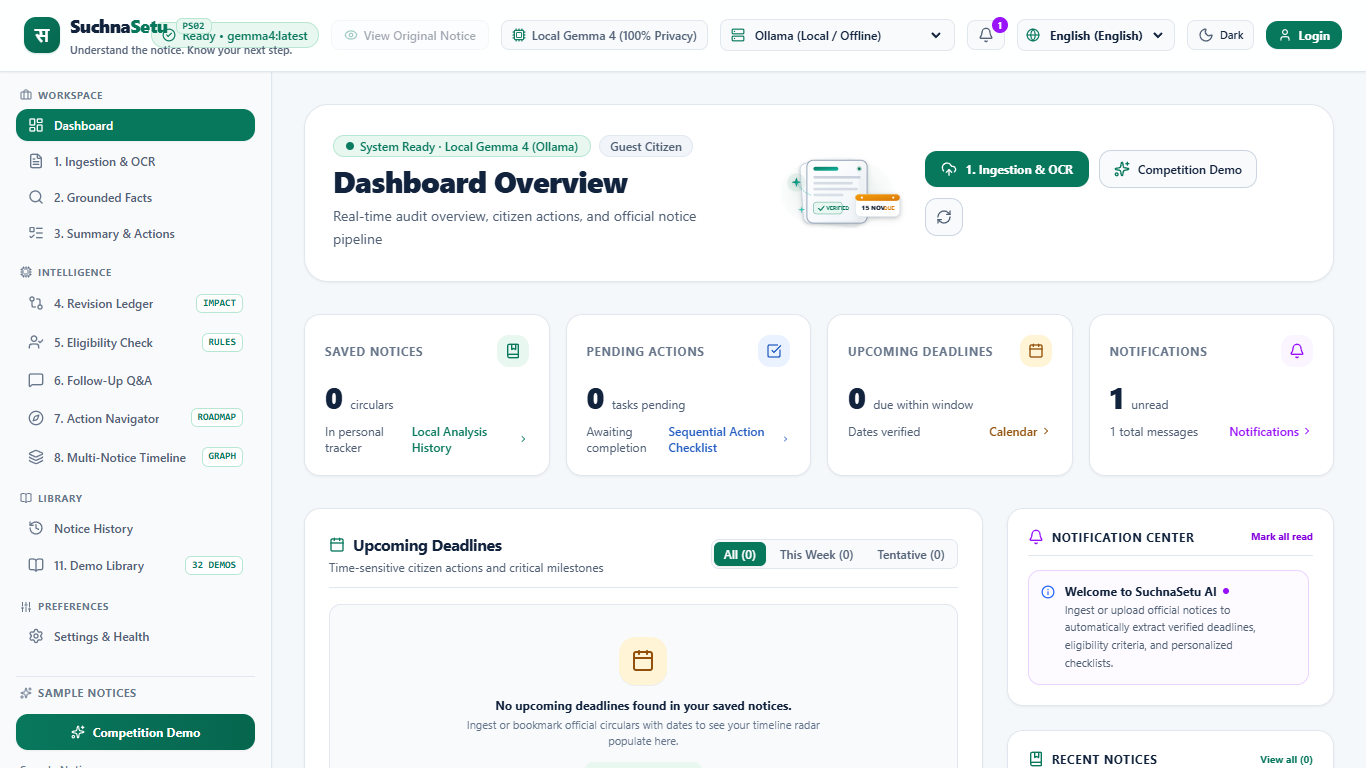 स
SuchnaSetu
PS02
Understand the notice. Know your next step.
Ready • gemma4:latest
View Original Notice
Local Gemma 4 (100% Privacy)
Ollama (Local / Offline)
1
English (English)
Dark
Login
WORKSPACE
Dashboard
1. Ingestion & OCR
2. Grounded Facts
3. Summary & Actions
INTELLIGENCE
4. Revision Ledger
IMPACT
5. Eligibility Check
RULES
6. Follow-Up Q&A
7. Action Navigator
ROADMAP
8. Multi-Notice Timeline
GRAPH
LIBRARY
Notice History
11. Demo Library
32 DEMOS
PREFERENCES
Settings & Health
SAMPLE NOTICES
Competition Demo
System Ready · Local Gemma 4 (Ollama)
Guest Citizen
Dashboard Overview
Real-time audit overview, citizen actions, and official notice
pipeline
VERIFIED
15 NOV
DUE
1. Ingestion & OCR
Competition Demo
SAVED NOTICES
0 circulars
In personal
tracker
Local Analysis
History
PENDING ACTIONS
0 tasks pending
Awaiting
completion
Sequential Action
Checklist
UPCOMING DEADLINES
0 due within window
Dates verified
Calendar
NOTIFICATIONS
1 unread
1 total messages
Notifications
Upcoming Deadlines
Time-sensitive citizen actions and critical milestones
All (0)
This Week (0)
Tentative (0)
No upcoming deadlines found in your saved notices.
Ingest or bookmark official circulars with dates to see your timeline radar
populate here.
NOTIFICATION CENTER
Mark all read
Welcome to SuchnaSetu AI
Ingest or upload official notices to
automatically extract verified deadlines,
eligibility criteria, and personalized
checklists.
RECENT NOTICES
View all (0)